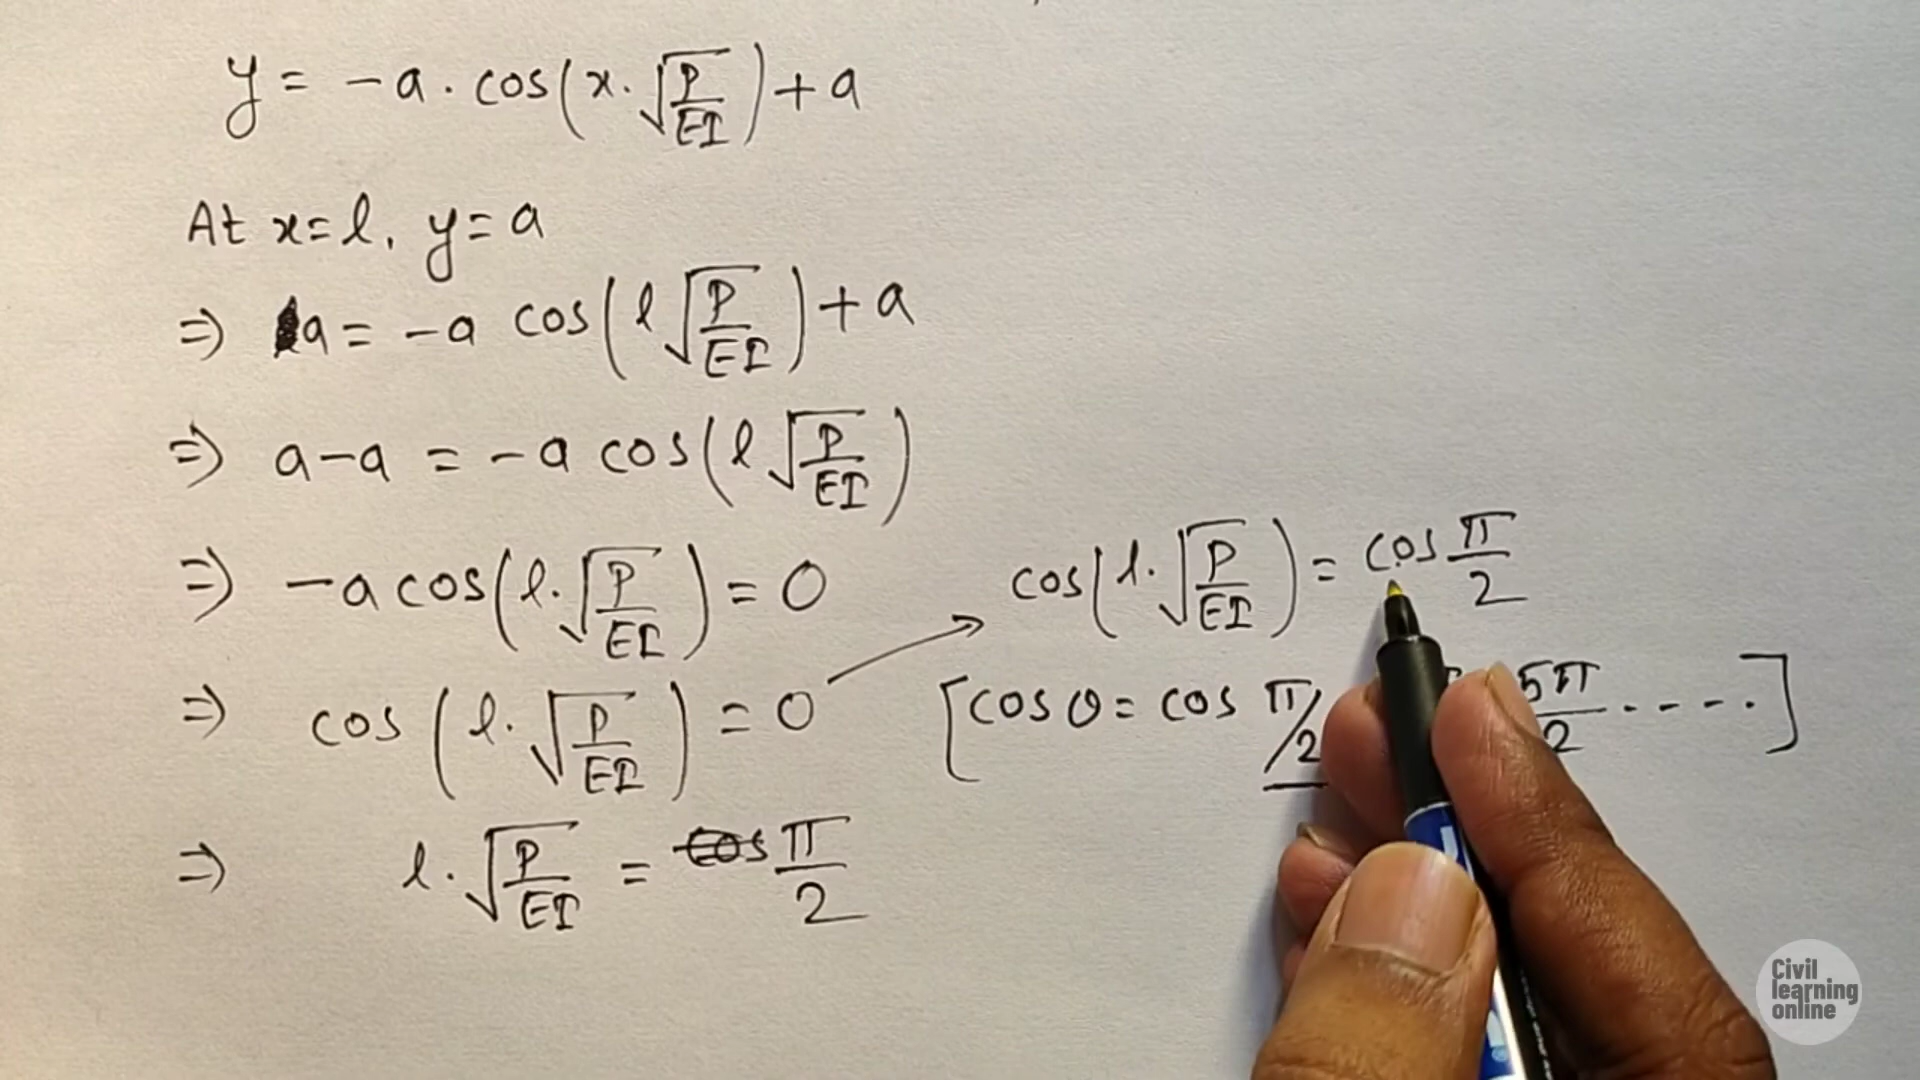 y = -a · cos(x · √(P/EI)) + a
At x = l, y = a
⇒ a = -a cos(l √(P/EI)) + a
⇒ a - a = -a cos(l √(P/EI))
⇒ -a cos(l · √(P/EI)) = 0
⇒ cos(l · √(P/EI)) = 0
cos(l · √(P/EI)) = cos π/2
[cos θ = cos π/2 5π/2 - - - - ·]
⇒ l · √(P/EI) = cos π/2
Civil
learning
online